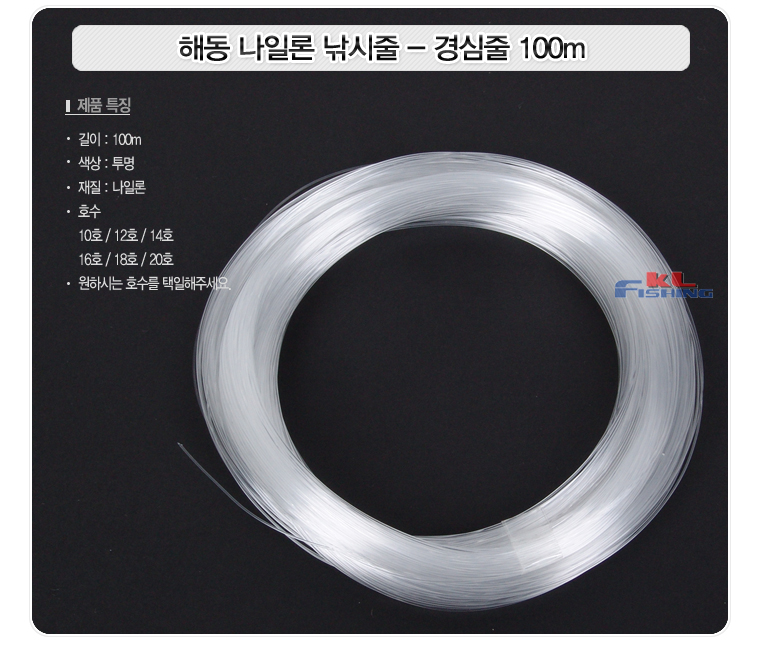 해동 나일론 낚시줄 – 경심줄 100m
제품 특징
• 길이 : 100m
• 색상 : 투명
• 재질 : 나일론
• 호수
10호 / 12호 / 14호
16호 / 18호 / 20호
• 원하시는 호수를 택일해주세요.
KL
FISHING